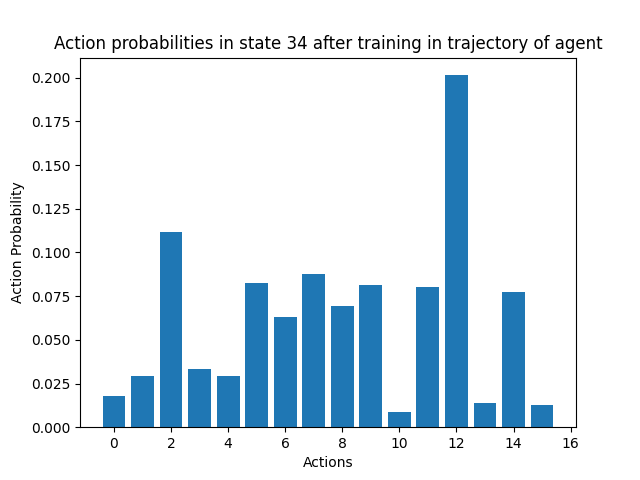 Action probabilities in state 34 after training in trajectory of agent
0.200
0.175
0.150
0.125
0.100
0.075
0.050
0.025
0.000
Action Probability
0 2 4 6 8 10 12 14 16
Actions